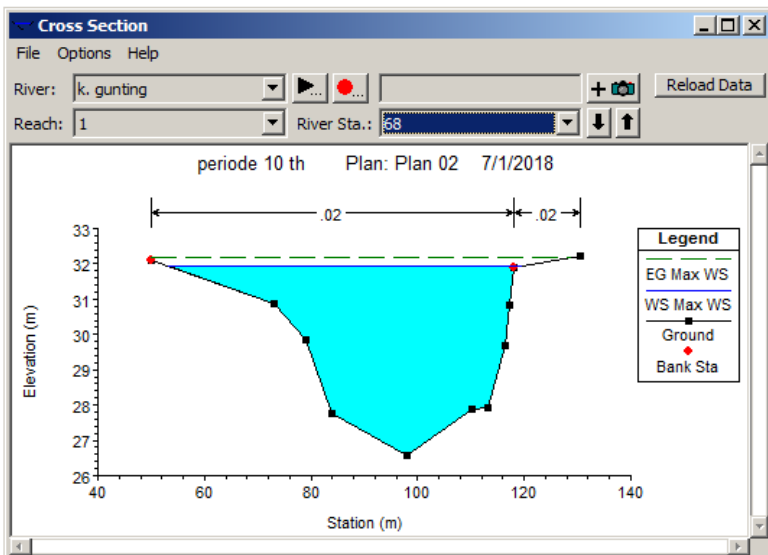 Cross Section
File Options Help
River: k. gunting ... ... + Reload Data
Reach: 1 River Sta.: 68
periode 10 th Plan: Plan 02 7/1/2018
.02 .02
33
32
31
30
29
28
27
26
Elevation (m)
40 60 80 100 120 140
Station (m)
Legend
EG Max WS
WS Max WS
Ground
Bank Sta